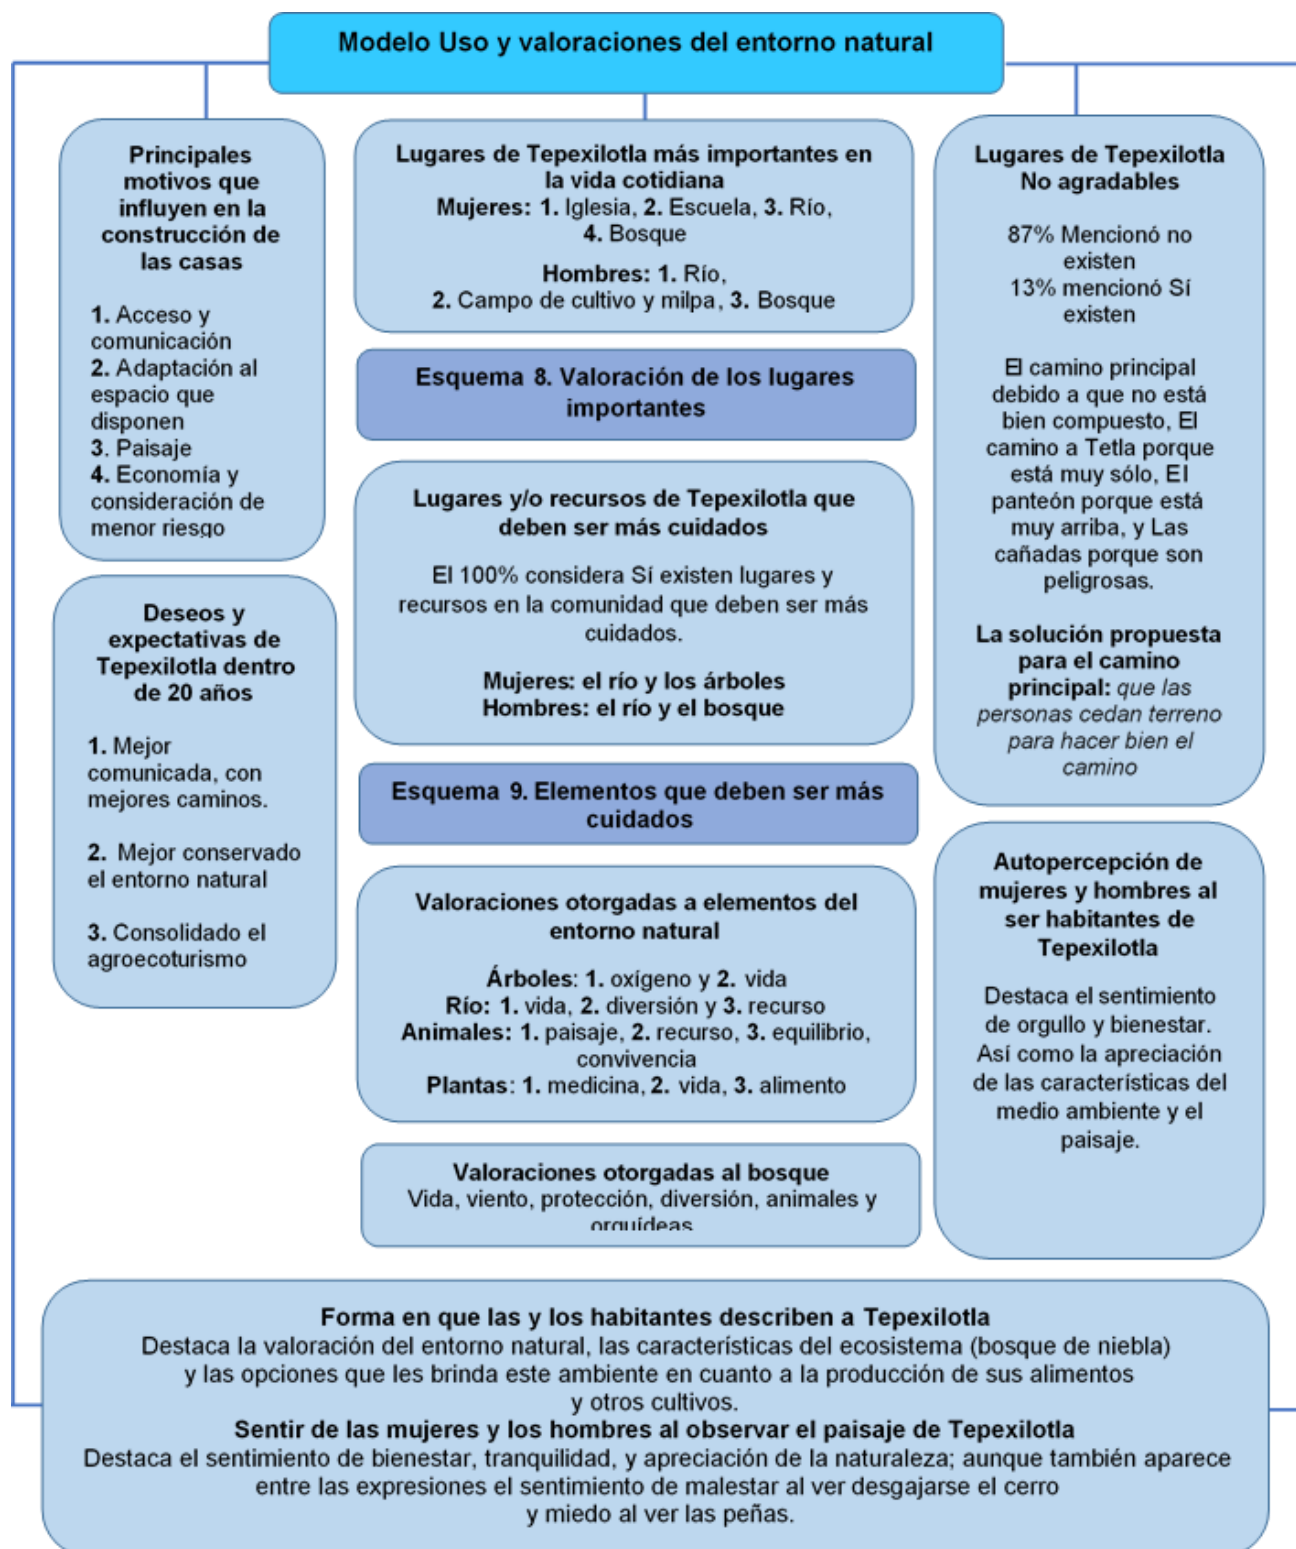 Modelo Uso y valoraciones del entorno natural
Principales
motivos que
influyen en la
construcción de
las casas
1. Acceso y
comunicación
2. Adaptación al
espacio que
disponen
3. Paisaje
4. Economía y
consideración de
menor riesgo
Deseos y
expectativas de
Tepexilotla dentro
de 20 años
1. Mejor
comunicada, con
mejores caminos.
2. Mejor conservado
el entorno natural
3. Consolidado el
agroecoturismo
Lugares de Tepexilotla más importantes en
la vida cotidiana
Mujeres: 1. Iglesia, 2. Escuela, 3. Río,
4. Bosque
Hombres: 1. Río,
2. Campo de cultivo y milpa, 3. Bosque
Esquema 8. Valoración de los lugares
importantes
Lugares y/o recursos de Tepexilotla que
deben ser más cuidados
El 100% considera Sí existen lugares y
recursos en la comunidad que deben ser más
cuidados.
Mujeres: el río y los árboles
Hombres: el río y el bosque
Esquema 9. Elementos que deben ser más
cuidados
Valoraciones otorgadas a elementos del
entorno natural
Árboles: 1. oxígeno y 2. vida
Río: 1. vida, 2. diversión y 3. recurso
Animales: 1. paisaje, 2. recurso, 3. equilibrio,
convivencia
Plantas: 1. medicina, 2. vida, 3. alimento
Valoraciones otorgadas al bosque
Vida, viento, protección, diversión, animales y
orquídeas
Lugares de Tepexilotla
No agradables
87% Mencionó no
existen
13% mencionó Sí
existen
El camino principal
debido a que no está
bien compuesto, El
camino a Tetla porque
está muy sólo, El
panteón porque está
muy arriba, y Las
cañadas porque son
peligrosas.
La solución propuesta
para el camino
principal: que las
personas cedan terreno
para hacer bien el
camino
Autopercepción de
mujeres y hombres al
ser habitantes de
Tepexilotla
Destaca el sentimiento
de orgullo y bienestar.
Así como la apreciación
de las características del
medio ambiente y el
paisaje.
Forma en que las y los habitantes describen a Tepexilotla
Destaca la valoración del entorno natural, las características del ecosistema (bosque de niebla)
y las opciones que les brinda este ambiente en cuanto a la producción de sus alimentos
y otros cultivos.
Sentir de las mujeres y los hombres al observar el paisaje de Tepexilotla
Destaca el sentimiento de bienestar, tranquilidad, y apreciación de la naturaleza; aunque también aparece
entre las expresiones el sentimiento de malestar al ver desgajarse el cerro
y miedo al ver las peñas.